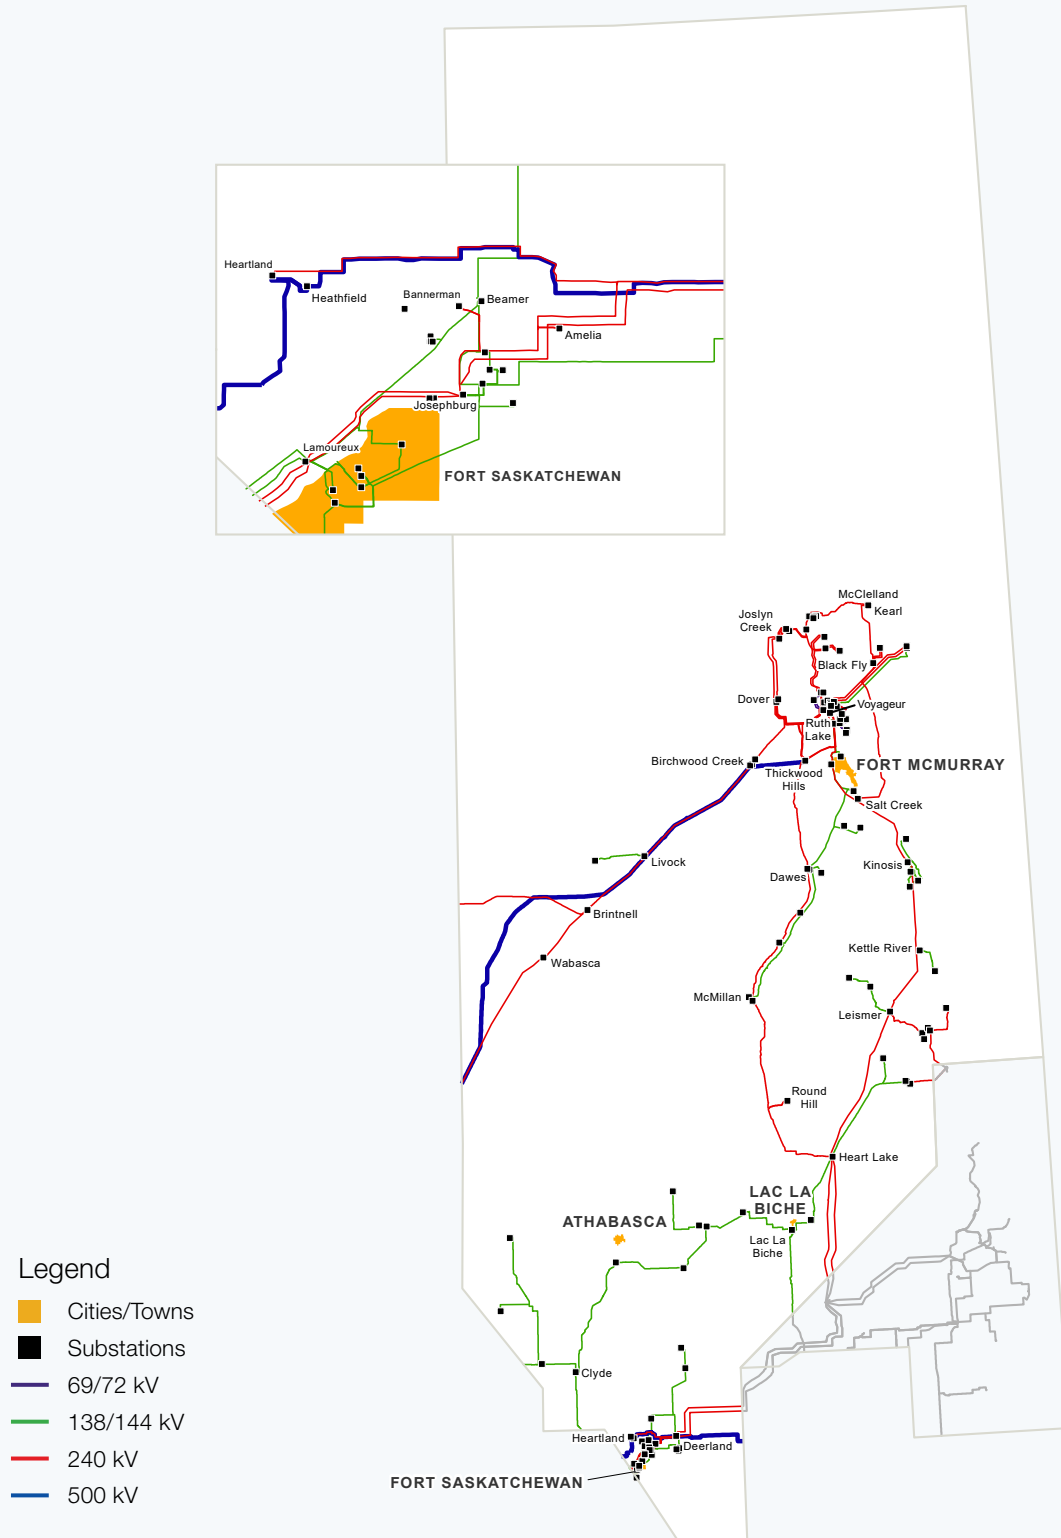 Heartland
Heathfield
Bannerman
Beamer
Amelia
Josephburg
Lamoureux
FORT SASKATCHEWAN
McClelland
Kearl
Joslyn
Creek
Black Fly
Dover
Voyageur
Ruth
Lake
Birchwood Creek
FORT MCMURRAY
Thickwood
Hills
Salt Creek
Livock
Kinosis
Dawes
Brintnell
Kettle River
Wabasca
McMillan
Leismer
Round
Hill
Heart Lake
LAC LA
BICHE
ATHABASCA
Lac La
Biche
Clyde
Heartland
Deerland
FORT SASKATCHEWAN
Legend
Cities/Towns
Substations
69/72 kV
138/144 kV
240 kV
500 kV